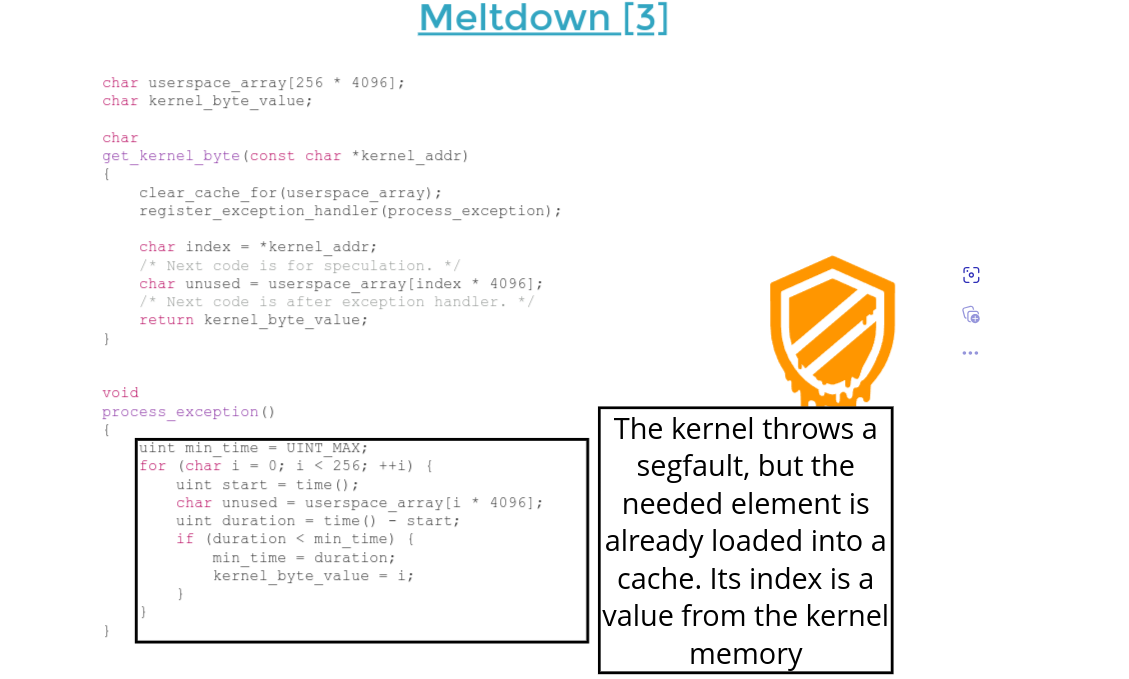 Meltdown [3]
char userspace_array[256 * 4096];
char kernel_byte_value;
char
get_kernel_byte(const char *kernel_addr)
{
    clear_cache_for(userspace_array);
    register_exception_handler(process_exception);
    char index = *kernel_addr;
    /* Next code is for speculation. */
    char unused = userspace_array[index * 4096];
    /* Next code is after exception handler. */
    return kernel_byte_value;
}
void
process_exception()
{
    uint min_time = UINT_MAX;
    for (char i = 0; i < 256; ++i) {
        uint start = time();
        char unused = userspace_array[i * 4096];
        uint duration = time() - start;
        if (duration < min_time) {
            min_time = duration;
            kernel_byte_value = i;
        }
    }
}
The kernel throws a
segfault, but the
needed element is
already loaded into a
cache. Its index is a
value from the kernel
memory